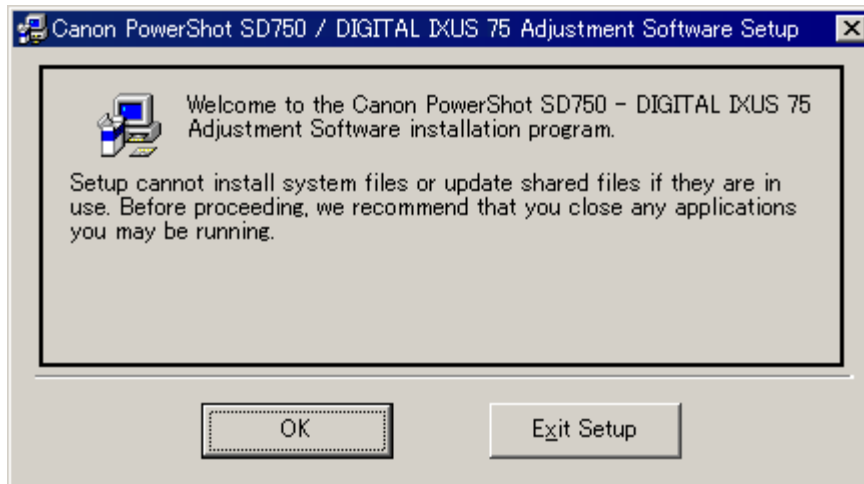 Canon PowerShot SD750 / DIGITAL IXUS 75 Adjustment Software Setup
Welcome to the Canon PowerShot SD750 - DIGITAL IXUS 75
Adjustment Software installation program.
Setup cannot install system files or update shared files if they are in
use. Before proceeding, we recommend that you close any applications
you may be running.
OK
Exit Setup